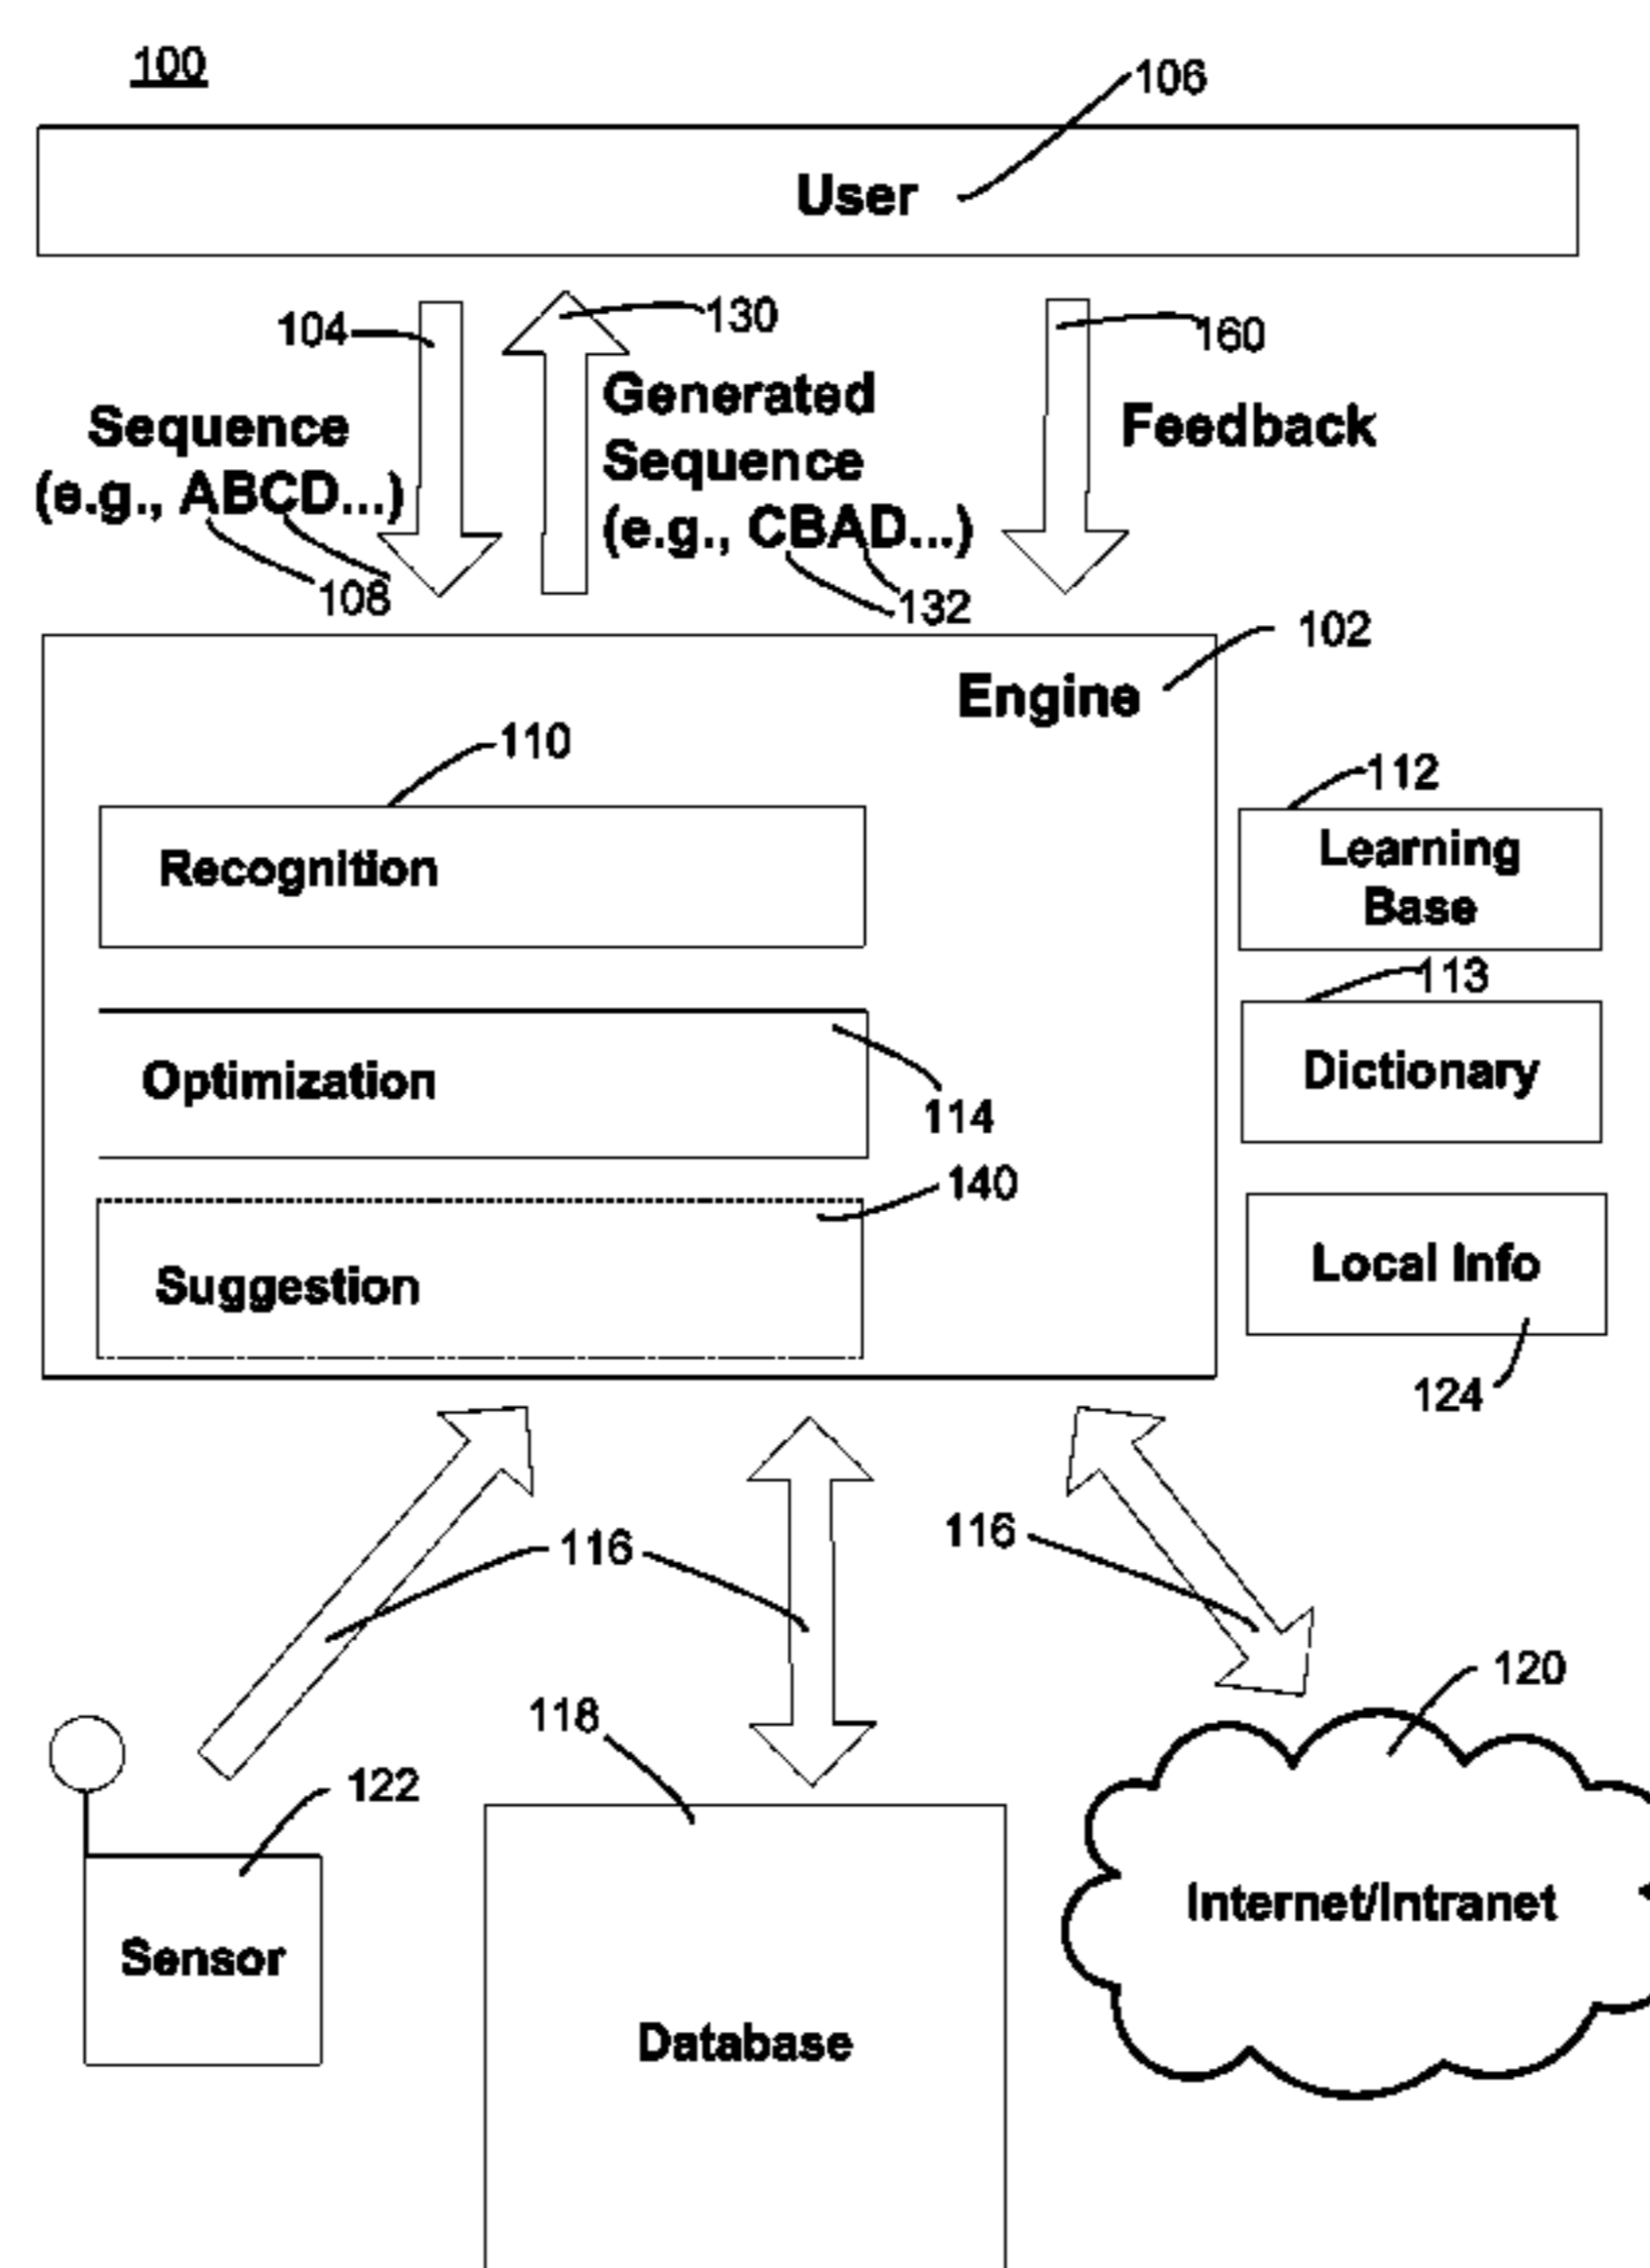 100
106
User
104
130
160
Sequence
(e.g., ABCD...)
Generated
Sequence
(e.g., CBAD...)
Feedback
108
132
102
Engine
110
Recognition
112
Learning
Base
113
Optimization
Dictionary
114
140
Suggestion
Local Info
124
116
116
118
120
122
Internet/Intranet
Sensor
Database